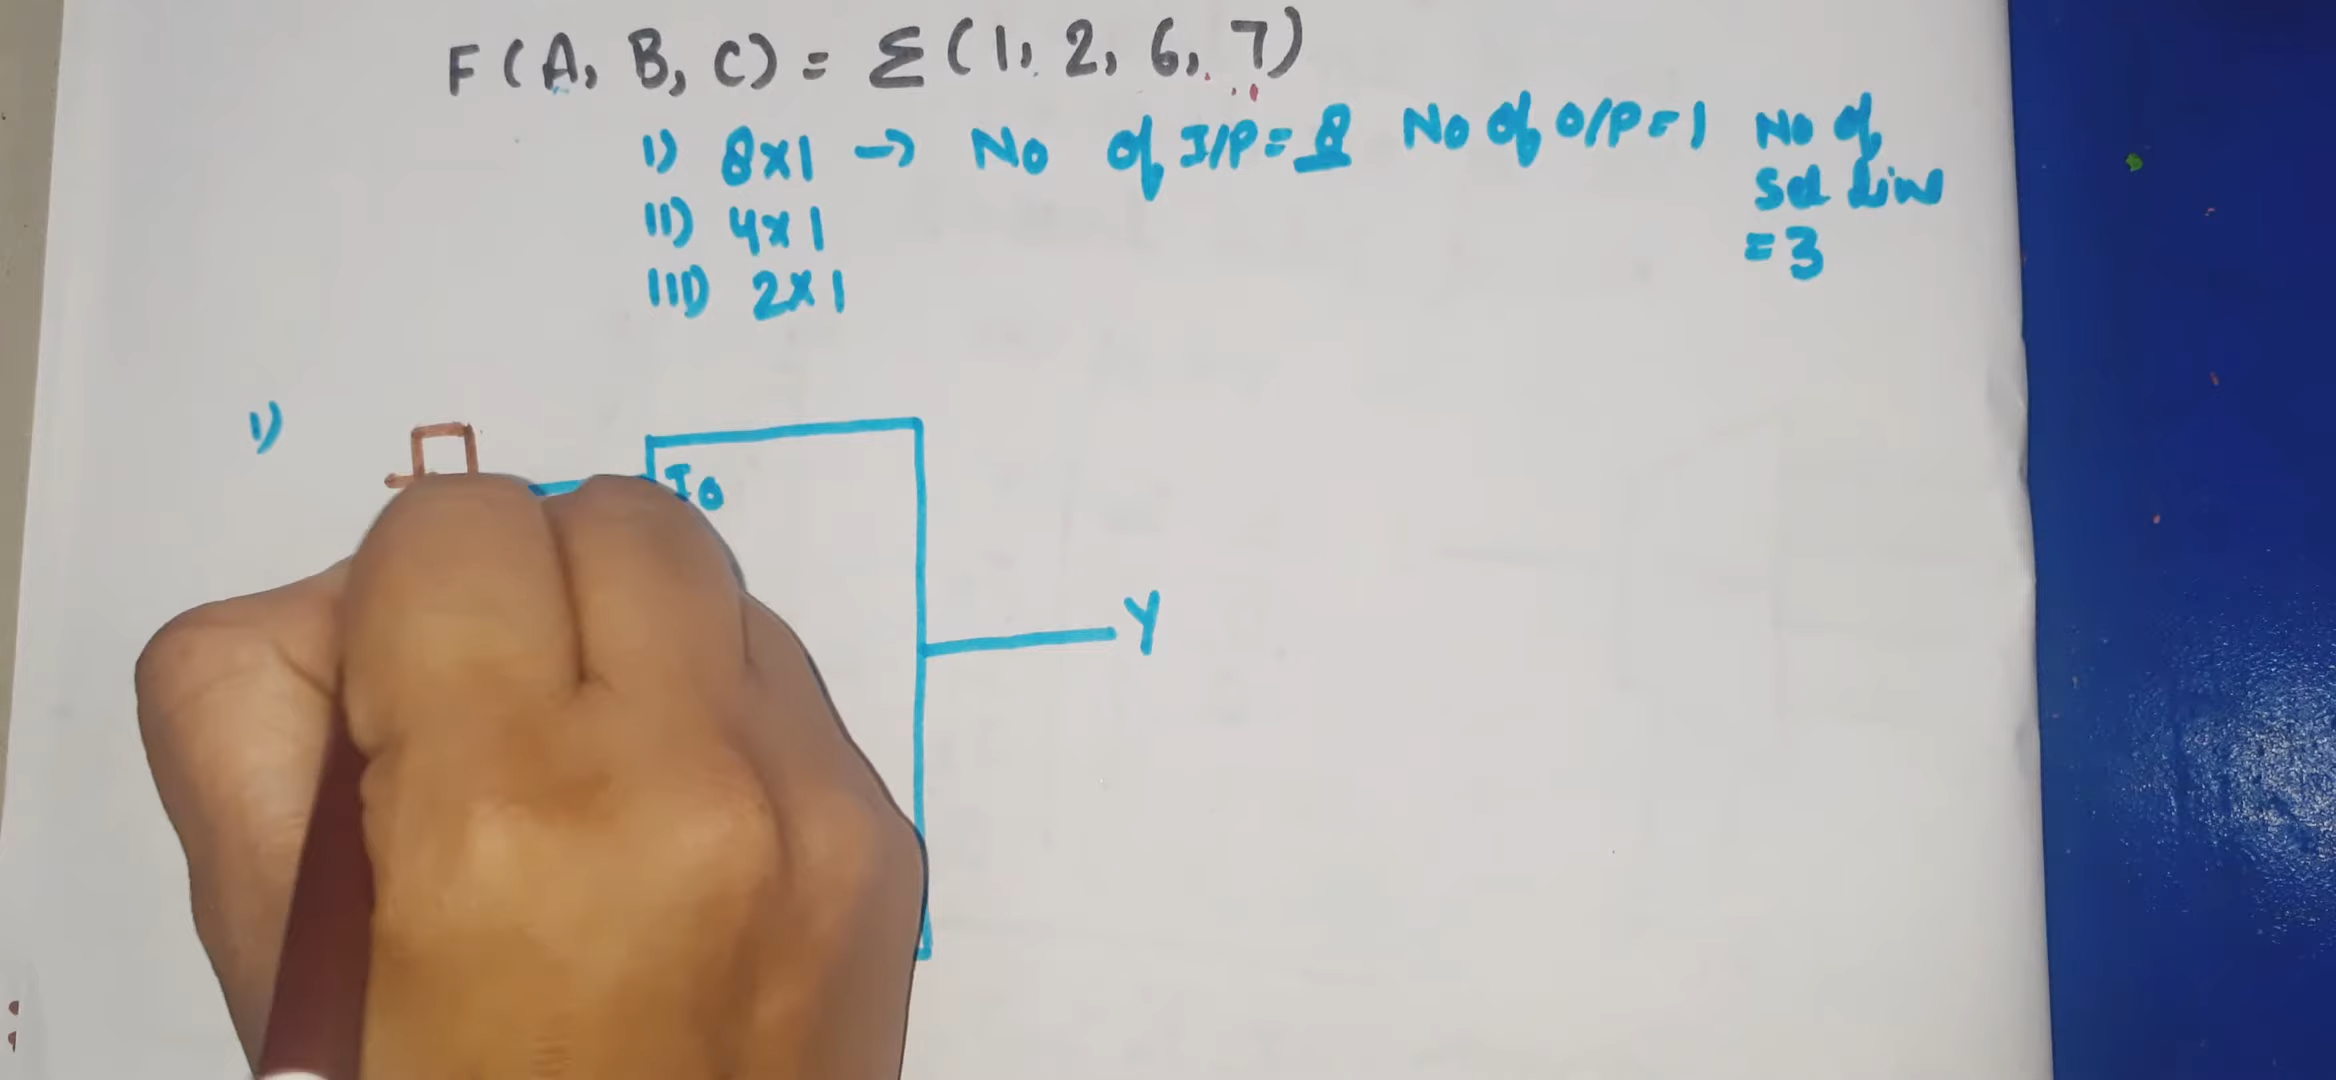 F(A, B, C) = Σ(1, 2, 6, 7)
I) 8x1 → No of I/P = 8 No of O/P = 1 No of
Sel Line
= 3
II) 4x1
III) 2x1
I)
I0
Y